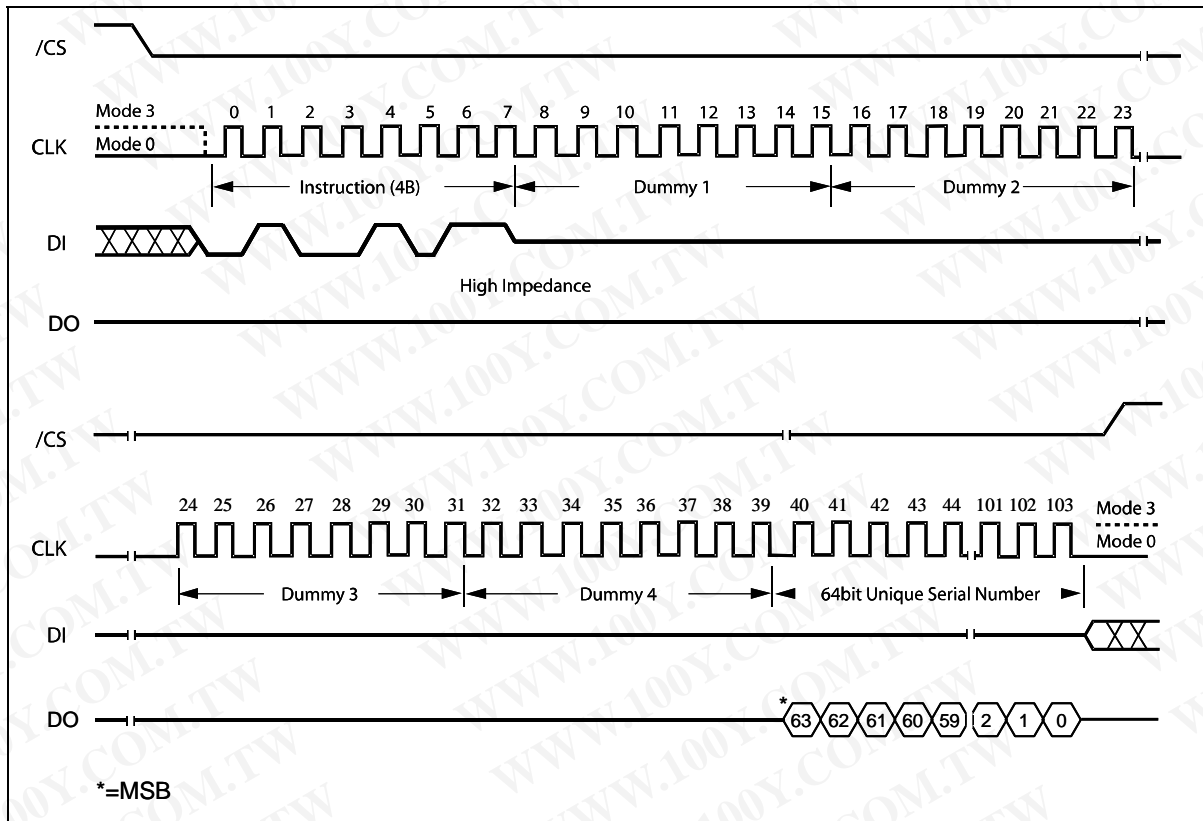 /CS
Mode 3
0 1 2 3 4 5 6 7 8 9 10 11 12 13 14 15 16 17 18 19 20 21 22 23
CLK
Mode 0
Instruction (4B) Dummy 1 Dummy 2
DI
High Impedance
DO
/CS
24 25 26 27 28 29 30 31 32 33 34 35 36 37 38 39 40 41 42 43 44 101 102 103
Mode 3
CLK
Mode 0
Dummy 3 Dummy 4 64bit Unique Serial Number
DI
*
DO 63 62 61 60 59 2 1 0
*=MSB
WWW.100Y.COM.TW